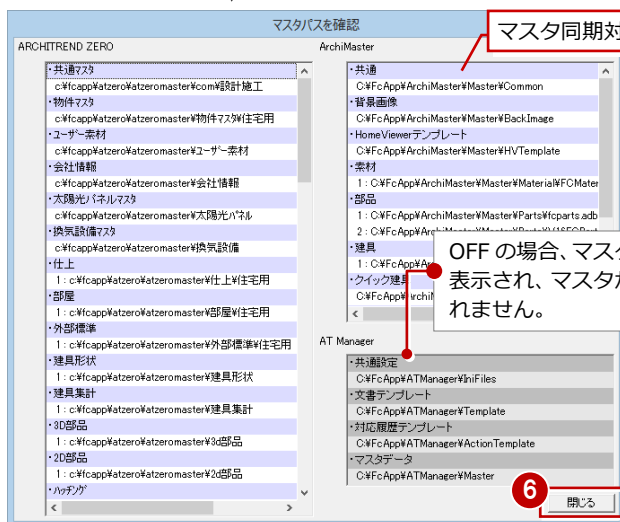 マスタパスを確認
マスタ同期対
ARCHITREND ZERO
・共通マスタ
c:¥fcapp¥atzero¥atzeromaster¥com¥設計施工
・物件マスタ
c:¥fcapp¥atzero¥atzeromaster¥物件マスタ¥住宅用
・ユーザー素材
c:¥fcapp¥atzero¥atzeromaster¥ユーザー素材
・会社情報
c:¥fcapp¥atzero¥atzeromaster¥会社情報
・太陽光パネルマスタ
c:¥fcapp¥atzero¥atzeromaster¥太陽光パネル
・換気設備マスタ
c:¥fcapp¥atzero¥atzeromaster¥換気設備
・仕上
1：c:¥fcapp¥atzero¥atzeromaster¥仕上¥住宅用
・部屋
1：c:¥fcapp¥atzero¥atzeromaster¥部屋¥住宅用
・外部標準
1：c:¥fcapp¥atzero¥atzeromaster¥外部標準¥住宅用
・建具形状
1：c:¥fcapp¥atzero¥atzeromaster¥建具形状
・建具集計
1：c:¥fcapp¥atzero¥atzeromaster¥建具集計
・3D部品
1：c:¥fcapp¥atzero¥atzeromaster¥3d部品
・2D部品
1：c:¥fcapp¥atzero¥atzeromaster¥2d部品
・ハッチング
ArchiMaster
・共通
C:¥FcApp¥ArchiMaster¥Master¥Common
・背景画像
C:¥FcApp¥ArchiMaster¥Master¥BackImage
・HomeViewerテンプレート
C:¥FcApp¥ArchiMaster¥Master¥HVTemplate
・素材
1：C:¥FcApp¥ArchiMaster¥Master¥Material¥FCMater
・部品
1：C:¥FcApp¥ArchiMaster¥Master¥Parts¥fcparts.adb
・建具
1：C:¥FcApp¥Ar
・クイック建具
C:¥FcApp¥ArchiM
OFF の場合、マスタ
表示され、マスタが
れません。
AT Manager
・共通設定
C:¥FcApp¥ATManager¥IniFiles
・文書テンプレート
C:¥FcApp¥ATManager¥Template
・対応履歴テンプレート
C:¥FcApp¥ATManager¥ActionTemplate
・マスタデータ
C:¥FcApp¥ATManager¥Master
6
閉じる